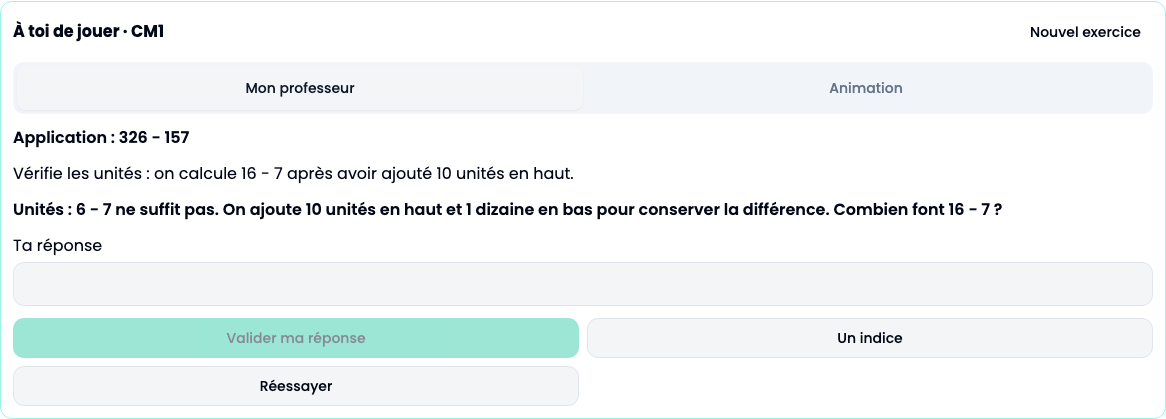 À toi de jouer · CM1
Nouvel exercice
Mon professeur
Animation
Application : 326 − 157
Vérifie les unités : on calcule 16 − 7 après avoir ajouté 10 unités en haut.
Unités : 6 − 7 ne suffit pas. On ajoute 10 unités en haut et 1 dizaine en bas pour conserver la différence. Combien font 16 − 7 ?
Ta réponse
Valider ma réponse
Un indice
Réessayer